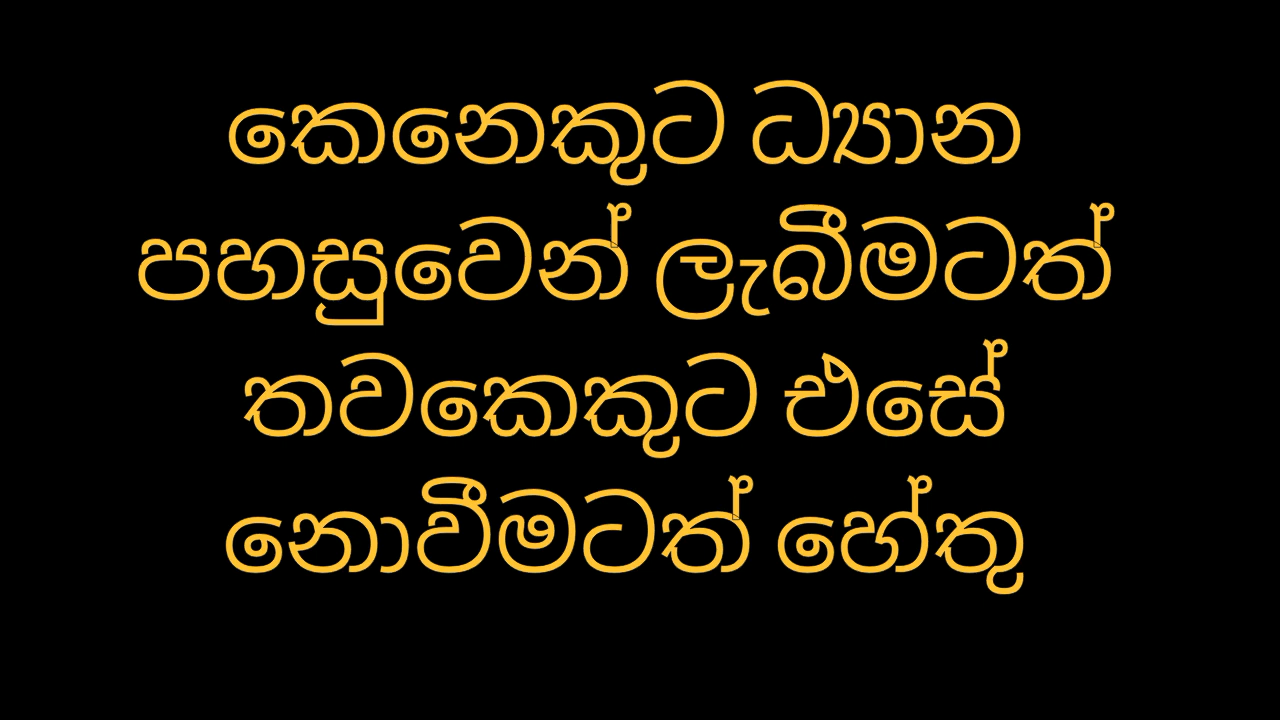 කෙනෙකුට ධ්‍යාන
පහසුවෙන් ලැබීමටත්
තවකෙකුට එසේ
නොවීමටත් හේතු